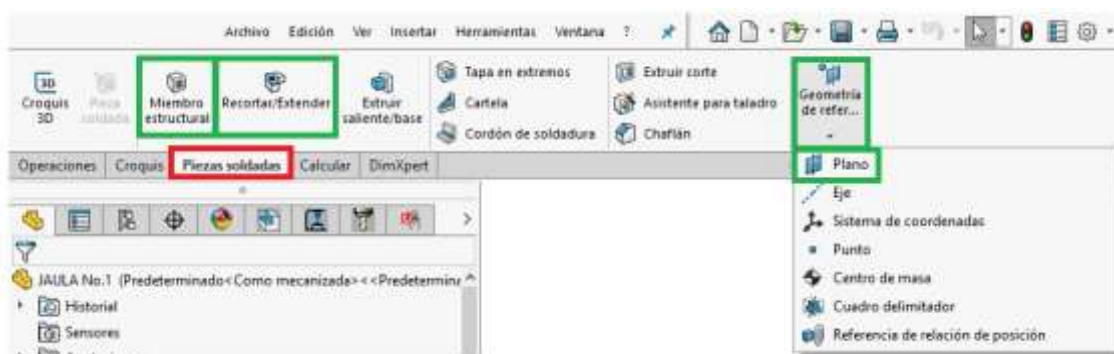 Archivo Edición Ver Insertar Herramientas Ventana ?
3D
Croquis 3D
Pieza soldada
Miembro estructural
Recortar/Extender
Extruir saliente/base
Tapa en extremos
Cartela
Cordón de soldadura
Extruir corte
Asistente para taladro
Chaflán
Geometría de refer...
Operaciones Croquis Piezas soldadas Calcular DimXpert
Plano
Eje
Sistema de coordenadas
Punto
Centro de masa
Cuadro delimitador
Referencia de relación de posición
JAULA No.1 (Predeterminado<Como mecanizada><<Predetermina
Historial
Sensores